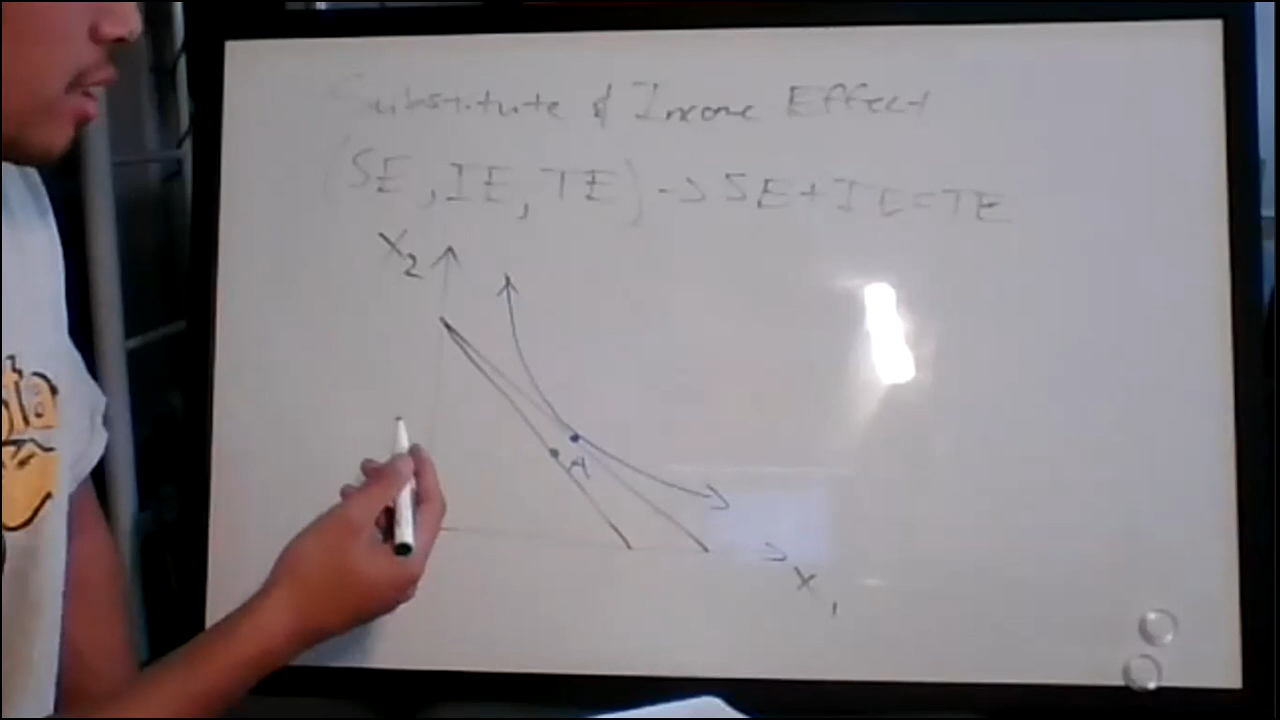 Substitute & Income Effect
(SE, IE, TE) -> SE + IE = TE
X2
A
X1